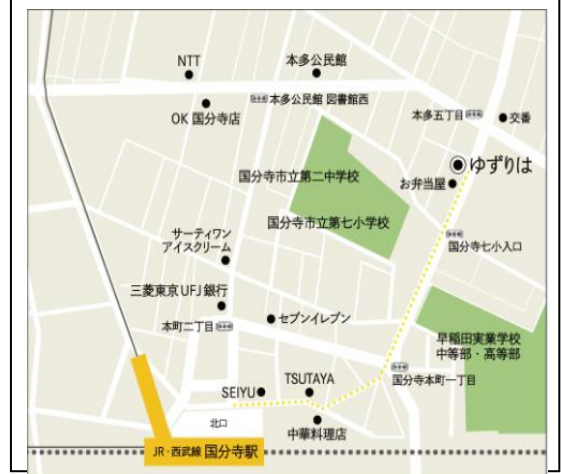 NTT
本多公民館
OK 国分寺店
本多公民館 図書館西
本多五丁目
交番
ゆずりは
お弁当屋
国分寺市立第二中学校
国分寺市立第七小学校
国分寺七小入口
サーティワン
アイスクリーム
三菱東京UFJ銀行
本町二丁目
セブンイレブン
早稲田実業学校
中等部・高等部
国分寺本町一丁目
SEIYU
TSUTAYA
北口
中華料理店
JR・西武線 国分寺駅